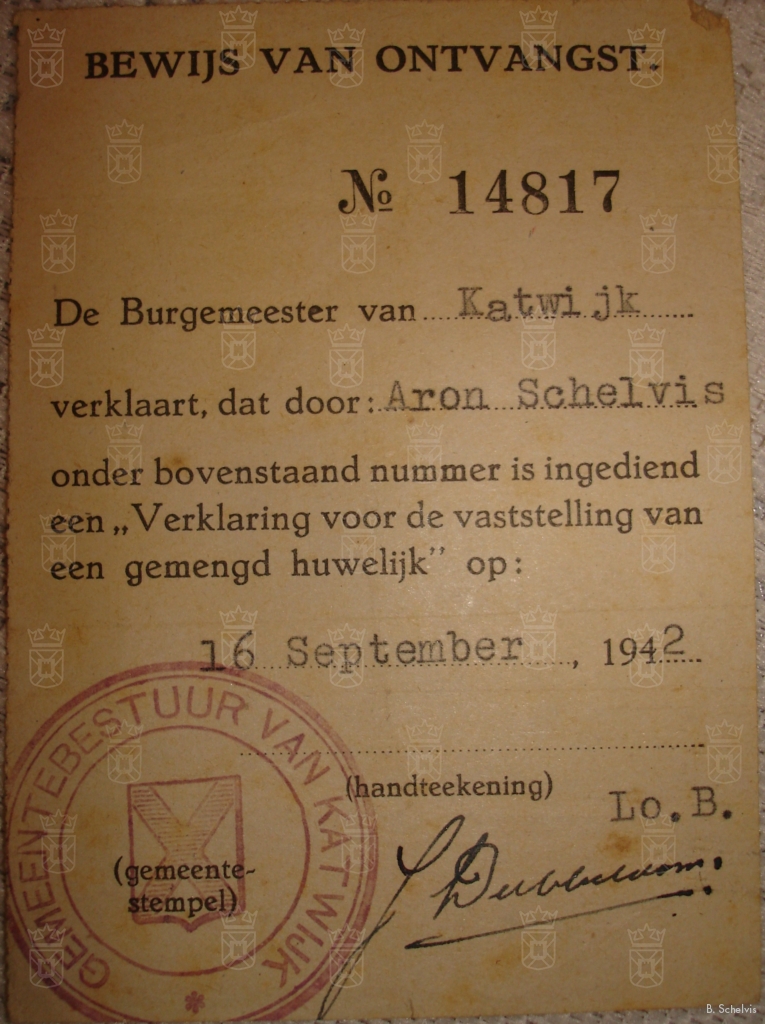 BEWIJS VAN ONTVANGST.
№ 14817
De Burgemeester van Katwijk
verklaart, dat door: Aron Schelvis
onder bovenstaand nummer is ingediend
een „Verklaring voor de vaststelling van
een gemengd huwelijk” op:
16 September, 1942.
(handteekening)
Lo.B.
(gemeente-
stempel)
GEMEENTEBESTUUR VAN KATWIJK *
B. Schelvis